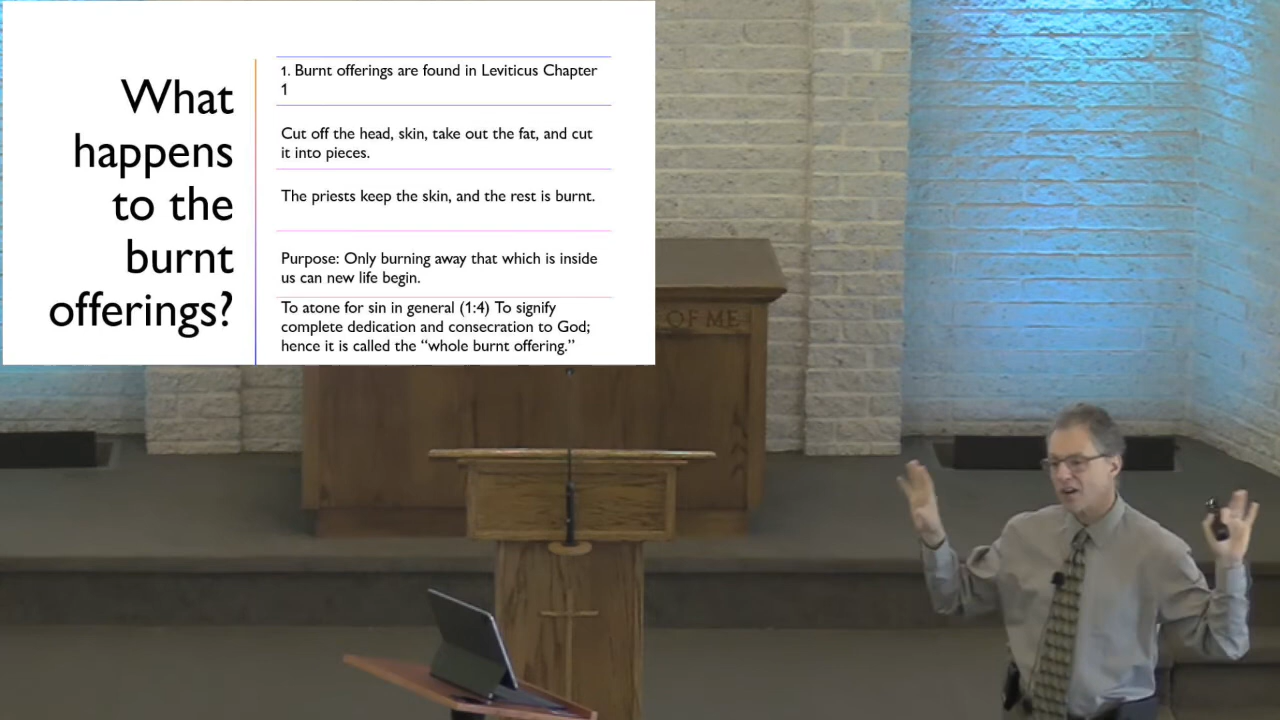 What
happens
to the
burnt
offerings?
1. Burnt offerings are found in Leviticus Chapter
1
Cut off the head, skin, take out the fat, and cut
it into pieces.
The priests keep the skin, and the rest is burnt.
Purpose: Only burning away that which is inside
us can new life begin.
To atone for sin in general (1:4) To signify
complete dedication and consecration to God;
hence it is called the “whole burnt offering.”
OF ME